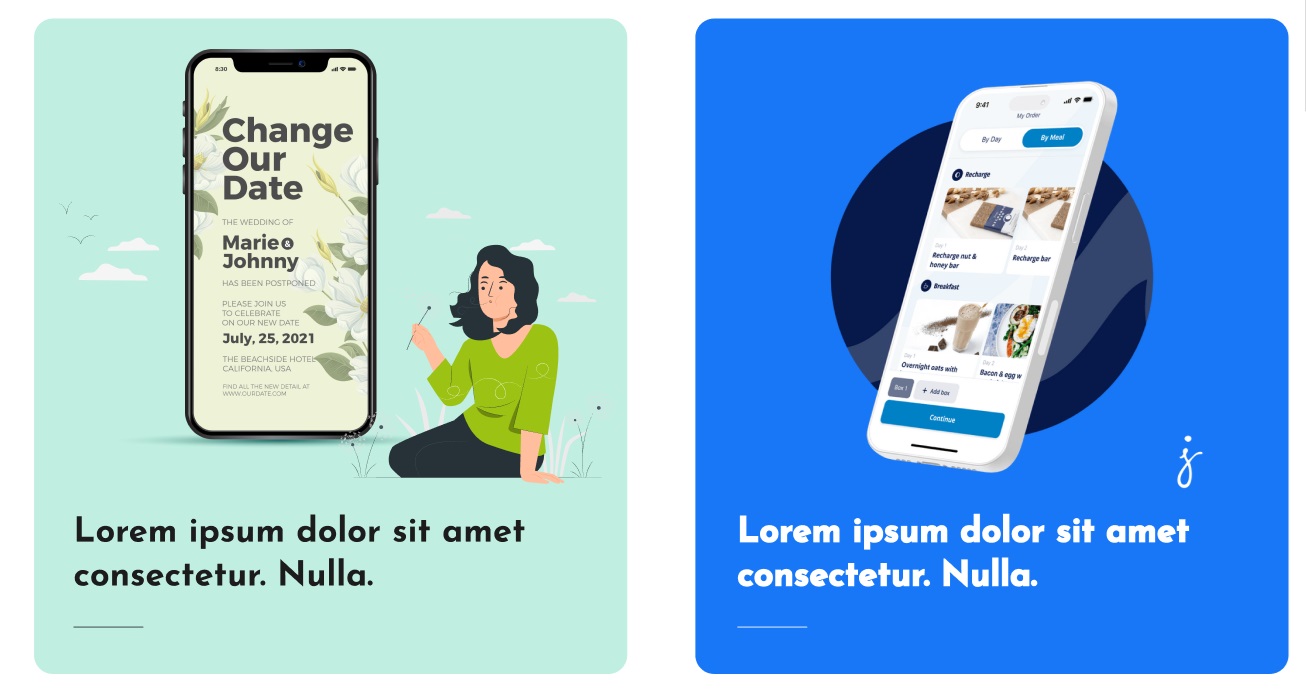 8:30
Change
Our
Date
THE WEDDING OF
Marie &
Johnny
HAS BEEN POSTPONED
PLEASE JOIN US
TO CELEBRATE
ON OUR NEW DATE
July, 25, 2021
THE BEACHSIDE HOTEL
CALIFORNIA, USA
FIND ALL THE NEW DETAIL AT
WWW.OURDATE.COM
Lorem ipsum dolor sit amet
consectetur. Nulla.
9:41
My Order
By Day By Meal
Recharge
Day 1 Day 2
Recharge nut & Recharge bar
honey bar
Breakfast
Day 1 Day 2
Overnight oats with Bacon & egg w
Box 1 + Add box
Continue
j
Lorem ipsum dolor sit amet
consectetur. Nulla.